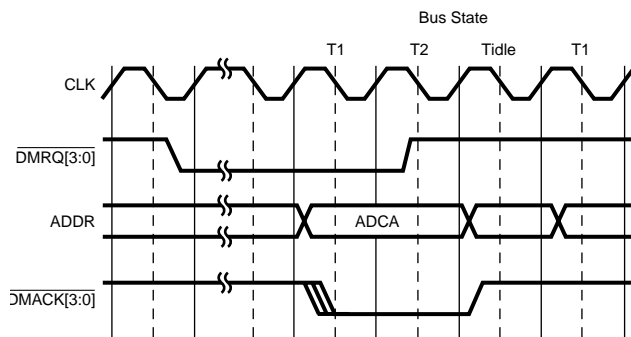 Bus State
T1 T2 Tidle T1
CLK
DMRQ[3:0]
ADDR ADCA
DMACK[3:0]